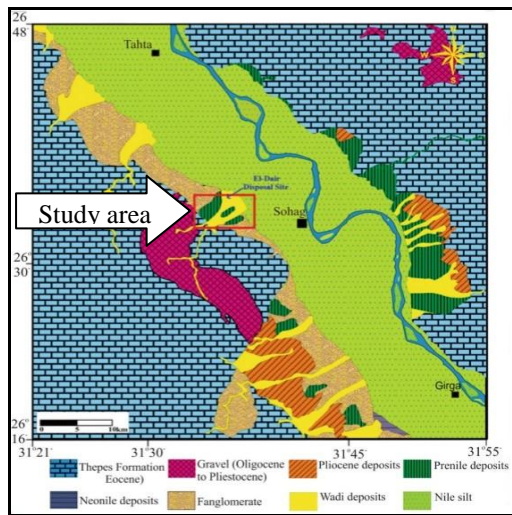 26°
48'
Tahta
W
S
El-Dair
Disposal Site
Study area
Sohag
26°
30
Girga
0 5 10km
26°
16
31°21 31°30 31°45 31°55
Thepes Formation Eocene)
Gravel (Oligocene to Pliestocene)
Pliocene deposits
Prenile deposits
Neonile deposits
Fanglomerate
Wadi deposits
Nile silt